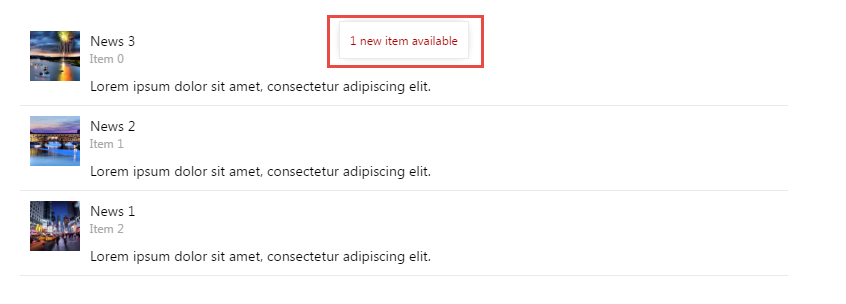 1 new item available
News 3
Item 0
Lorem ipsum dolor sit amet, consectetur adipiscing elit.
News 2
Item 1
Lorem ipsum dolor sit amet, consectetur adipiscing elit.
News 1
Item 2
Lorem ipsum dolor sit amet, consectetur adipiscing elit.